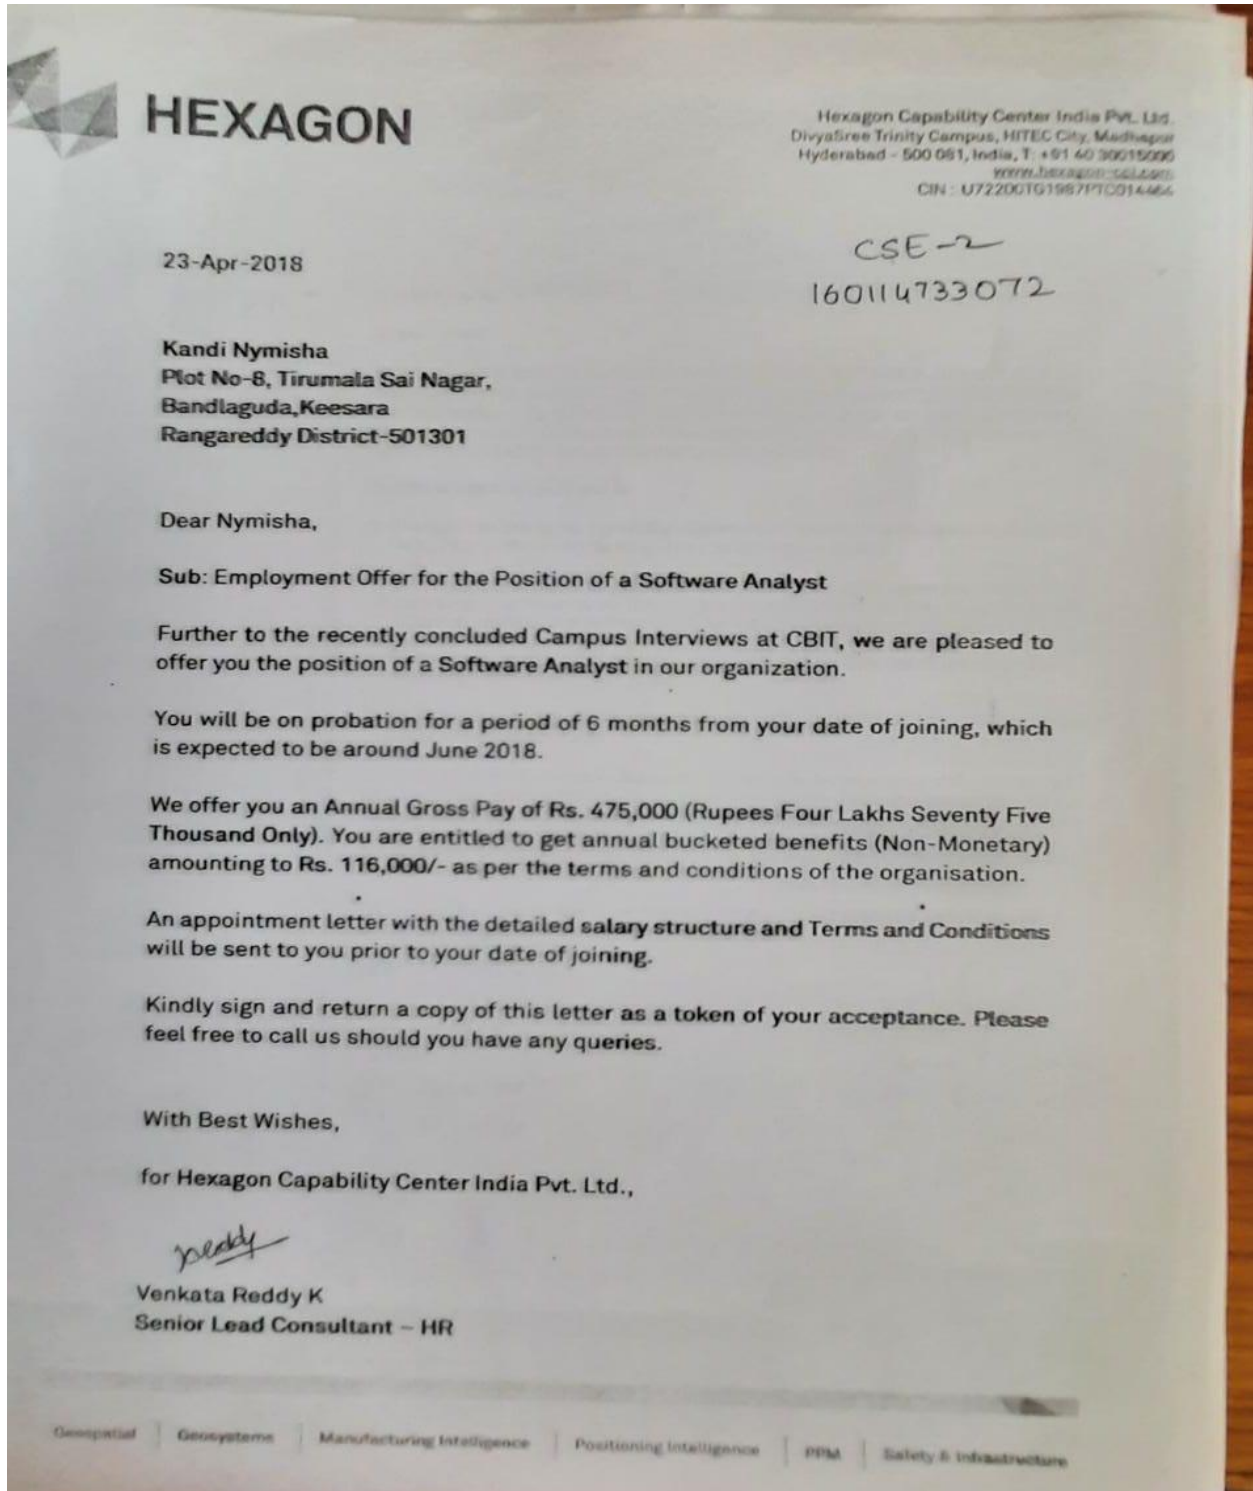 HEXAGON
Hexagon Capability Center India Pvt. Ltd.
DivyaSree Trinity Campus, HITEC City, Madhapur
Hyderabad - 500 081, India, T: +91 40 30015000
CIN :
23-Apr-2018
CSE-2
160114733072
Kandi Nymisha
Plot No-8, Tirumala Sai Nagar,
Bandlaguda,Keesara
Rangareddy District-501301
Dear Nymisha,
Sub: Employment Offer for the Position of a Software Analyst
Further to the recently concluded Campus Interviews at CBIT, we are pleased to
offer you the position of a Software Analyst in our organization.
You will be on probation for a period of 6 months from your date of joining, which
is expected to be around June 2018.
We offer you an Annual Gross Pay of Rs. 475,000 (Rupees Four Lakhs Seventy Five
Thousand Only). You are entitled to get annual bucketed benefits (Non-Monetary)
amounting to Rs. 116,000/- as per the terms and conditions of the organisation.
An appointment letter with the detailed salary structure and Terms and Conditions
will be sent to you prior to your date of joining.
Kindly sign and return a copy of this letter as a token of your acceptance. Please
feel free to call us should you have any queries.
With Best Wishes,
for Hexagon Capability Center India Pvt. Ltd.,
Reddy
Venkata Reddy K
Senior Lead Consultant – HR
Geospatial | Geosystems | Manufacturing Intelligence | Positioning Intelligence | PPM | Safety & Infrastructure